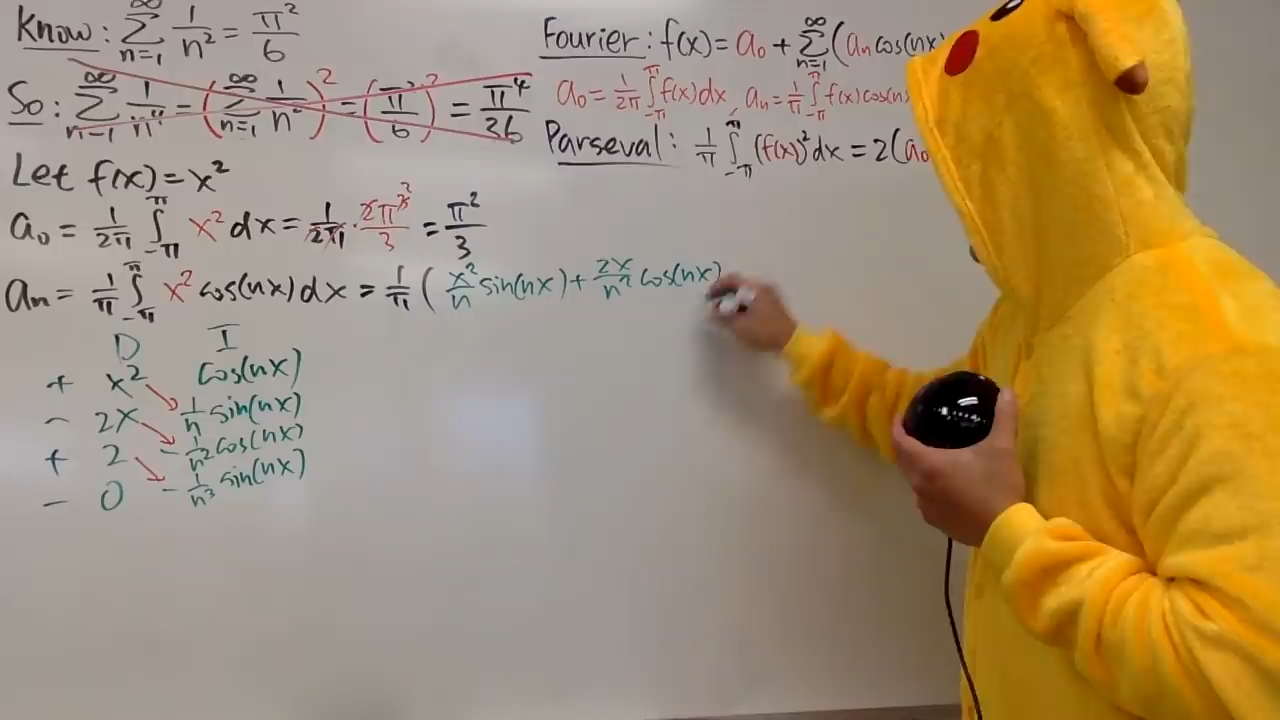 Know: ∞ Σ n=1 1/n² = π²/6
So: ∞ Σ n=1 1/n⁴ = (∞ Σ n=1 1/n²)² = (π²/6)² = π⁴/36
Let f(x) = x²
a₀ = 1/2π ∫_-π^π x² dx = 1/2π · 2π³/3 = π²/3
aₙ = 1/π ∫_-π^π x² cos(nx) dx = 1/π ( x²/n sin(nx) + 2x/n² cos(nx)
D I
+ x² cos(nx)
- 2x 1/n sin(nx)
+ 2 -1/n² cos(nx)
- 0 -1/n³ sin(nx)
Fourier: f(x) = a₀ + ∞ Σ n=1 (aₙ cos(nx)
a₀ = 1/2π ∫_-π^π f(x) dx, aₙ = 1/π ∫_-π^π f(x) cos(n
Parseval: 1/π ∫_-π^π (f(x))² dx = 2(a₀